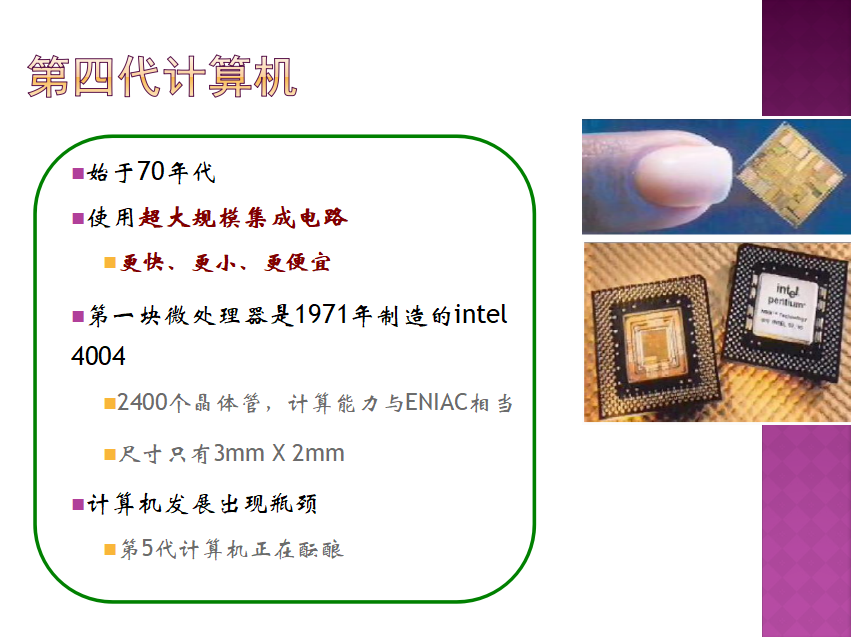 第四代计算机
始于70年代
使用超大规模集成电路
更快、更小、更便宜
第一块微处理器是1971年制造的intel
4004
2400个晶体管，计算能力与ENIAC相当
尺寸只有3mm X 2mm
计算机发展出现瓶颈
第5代计算机正在酝酿
intel
pentium